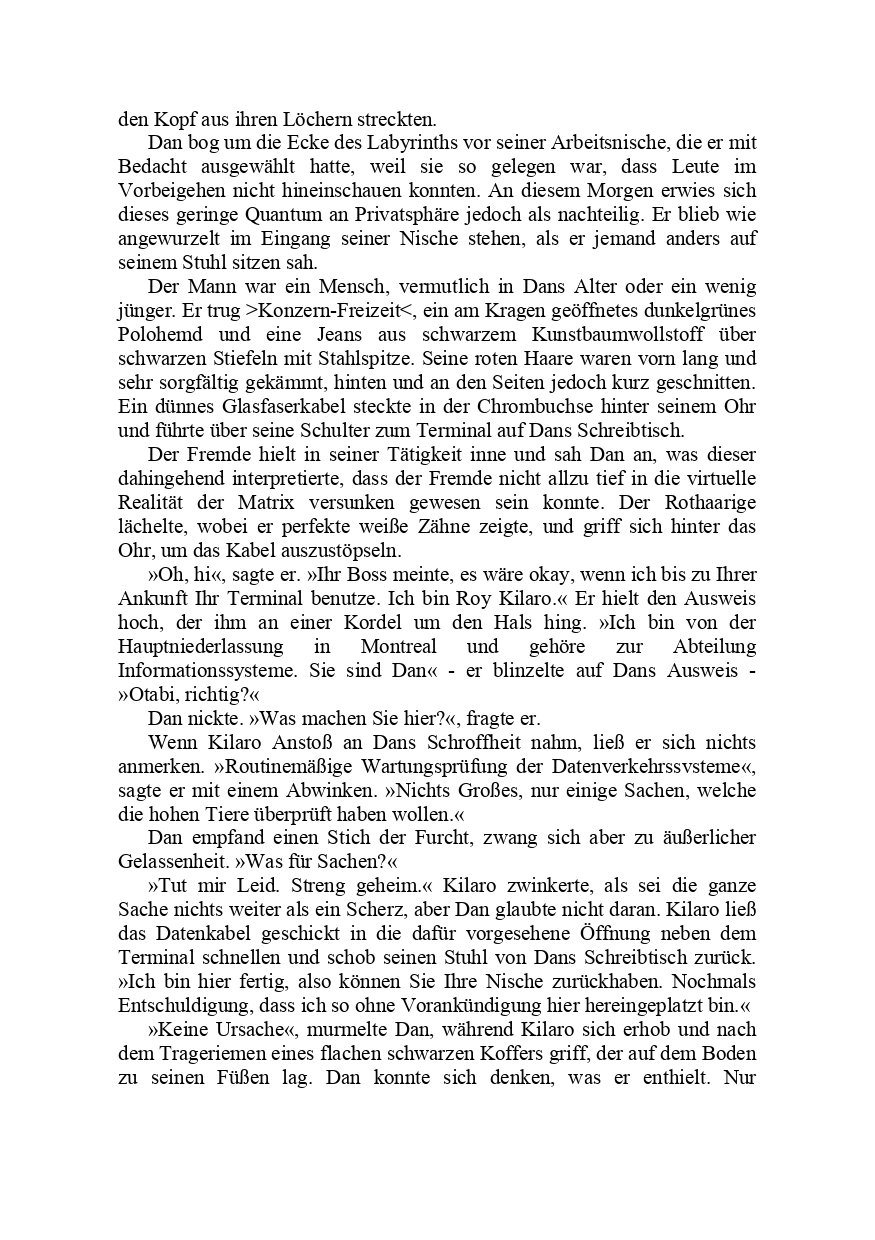 den Kopf aus ihren Löchern streckten.
Dan bog um die Ecke des Labyrinths vor seiner Arbeitsnische, die er mit
Bedacht ausgewählt hatte, weil sie so gelegen war, dass Leute im
Vorbeigehen nicht hineinschauen konnten. An diesem Morgen erwies sich
dieses geringe Quantum an Privatsphäre jedoch als nachteilig. Er blieb wie
angewurzelt im Eingang seiner Nische stehen, als er jemand anders auf
seinem Stuhl sitzen sah.
Der Mann war ein Mensch, vermutlich in Dans Alter oder ein wenig
jünger. Er trug >Konzern-Freizeit<, ein am Kragen geöffnetes dunkelgrünes
Polohemd und eine Jeans aus schwarzem Kunstbaumwollstoff über
schwarzen Stiefeln mit Stahlspitze. Seine roten Haare waren vorn lang und
sehr sorgfältig gekämmt, hinten und an den Seiten jedoch kurz geschnitten.
Ein dünnes Glasfaserkabel steckte in der Chrombuchse hinter seinem Ohr
und führte über seine Schulter zum Terminal auf Dans Schreibtisch.
Der Fremde hielt in seiner Tätigkeit inne und sah Dan an, was dieser
dahingehend interpretierte, dass der Fremde nicht allzu tief in die virtuelle
Realität der Matrix versunken gewesen sein konnte. Der Rothaarige
lächelte, wobei er perfekte weiße Zähne zeigte, und griff sich hinter das
Ohr, um das Kabel auszustöpseln.
»Oh, hi«, sagte er. »Ihr Boss meinte, es wäre okay, wenn ich bis zu Ihrer
Ankunft Ihr Terminal benutze. Ich bin Roy Kilaro.« Er hielt den Ausweis
hoch, der ihm an einer Kordel um den Hals hing. »Ich bin von der
Hauptniederlassung in Montreal und gehöre zur Abteilung
Informationssysteme. Sie sind Dan« - er blinzelte auf Dans Ausweis -
»Otabi, richtig?«
Dan nickte. »Was machen Sie hier?«, fragte er.
Wenn Kilaro Anstoß an Dans Schroffheit nahm, ließ er sich nichts
anmerken. »Routinemäßige Wartungsprüfung der Datenverkehrssvsteme«,
sagte er mit einem Abwinken. »Nichts Großes, nur einige Sachen, welche
die hohen Tiere überprüft haben wollen.«
Dan empfand einen Stich der Furcht, zwang sich aber zu äußerlicher
Gelassenheit. »Was für Sachen?«
»Tut mir Leid. Streng geheim.« Kilaro zwinkerte, als sei die ganze
Sache nichts weiter als ein Scherz, aber Dan glaubte nicht daran. Kilaro ließ
das Datenkabel geschickt in die dafür vorgesehene Öffnung neben dem
Terminal schnellen und schob seinen Stuhl von Dans Schreibtisch zurück.
»Ich bin hier fertig, also können Sie Ihre Nische zurückhaben. Nochmals
Entschuldigung, dass ich so ohne Vorankündigung hier hereingeplatzt bin.«
»Keine Ursache«, murmelte Dan, während Kilaro sich erhob und nach
dem Trageriemen eines flachen schwarzen Koffers griff, der auf dem Boden
zu seinen Füßen lag. Dan konnte sich denken, was er enthielt. Nur